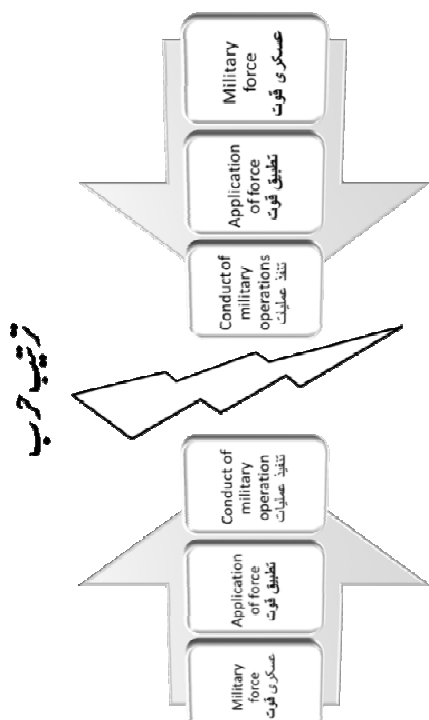 ترتیب حرب
Military
force
عسکری قوت
Application
of force
تطبیق قوت
Conduct of
military
operation
تنفیذ عملیات
Conduct of
military
operations
تنفذ عملیات
Application
of force
تطبیق قوت
Military
force
عسکری قوت